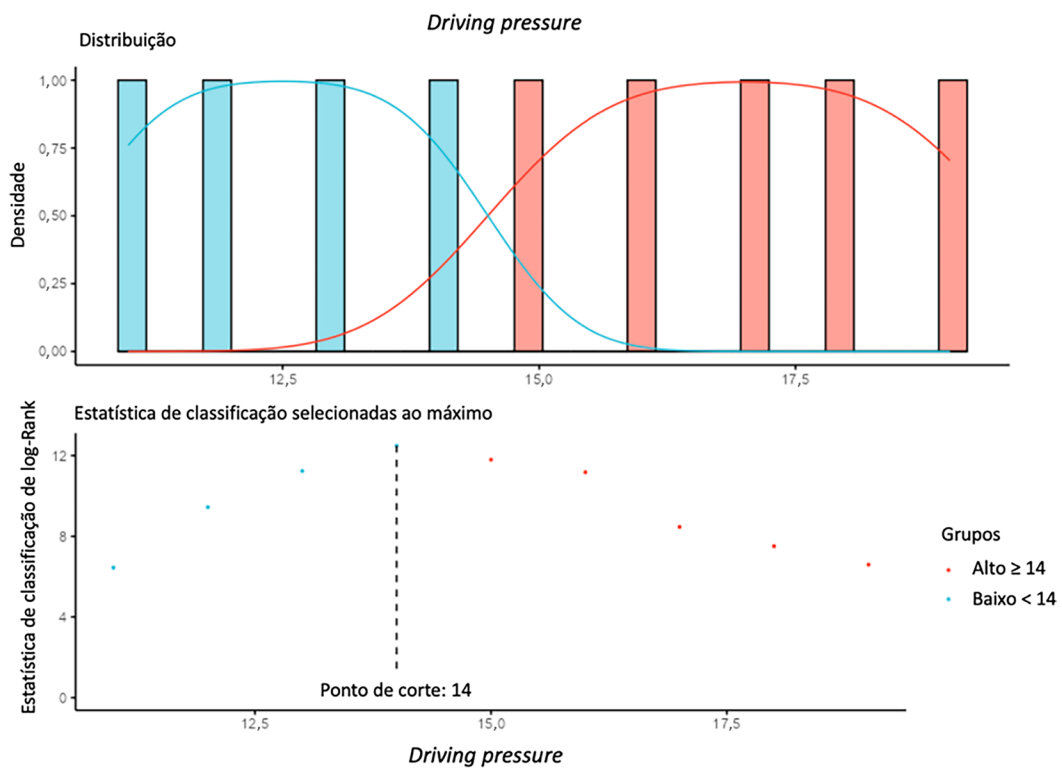 Driving pressure
Distribuição
Densidade
1,00
0,75
0,50
0,25
0,00
12,5 15,0 17,5
Estatística de classificação selecionadas ao máximo
Estatística de classificação de log-Rank
12
8
4
0
Ponto de corte: 14
12,5 15,0 17,5
Driving pressure
Grupos
Alto ≥ 14
Baixo < 14